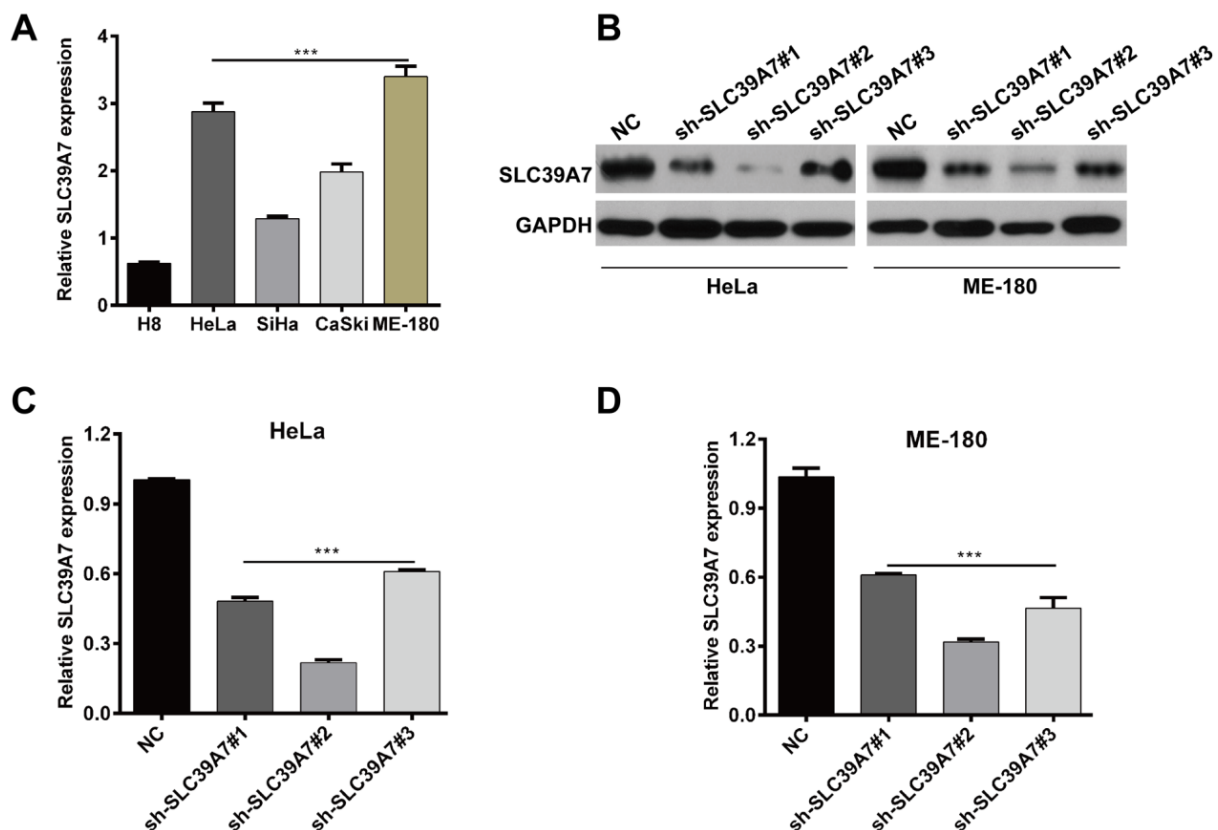 A
Relative SLC39A7 expression
4
3
2
1
0
***
H8 HeLa SiHa CaSki ME-180
B
NC sh-SLC39A7#1 sh-SLC39A7#2 sh-SLC39A7#3 NC sh-SLC39A7#1 sh-SLC39A7#2 sh-SLC39A7#3
SLC39A7
GAPDH
HeLa ME-180
C
HeLa
Relative SLC39A7 expression
1.2
0.9
0.6
0.3
0.0
***
NC sh-SLC39A7#1 sh-SLC39A7#2 sh-SLC39A7#3
D
ME-180
Relative SLC39A7 expression
1.2
0.9
0.6
0.3
0.0
***
NC sh-SLC39A7#1 sh-SLC39A7#2 sh-SLC39A7#3